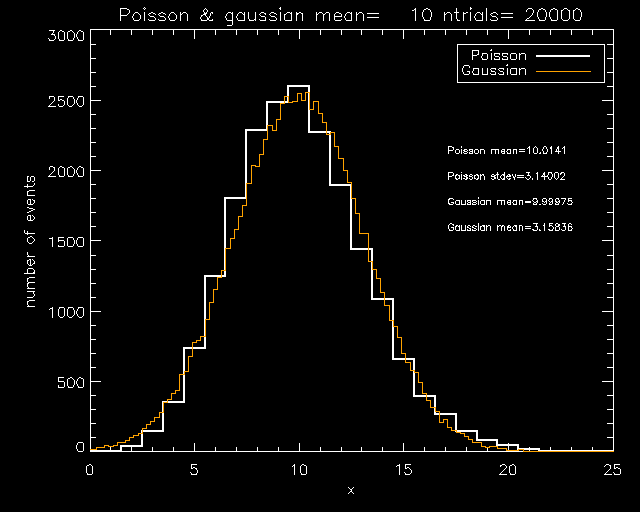 Poisson & gaussian mean= 10 ntrials= 20000
3000
2500
2000
1500
1000
500
0
number of events
Poisson
Gaussian
Poisson mean=10.0141
Poisson stdev=3.14002
Gaussian mean=9.99975
Gaussian mean=3.15836
0 5 10 15 20 25
x